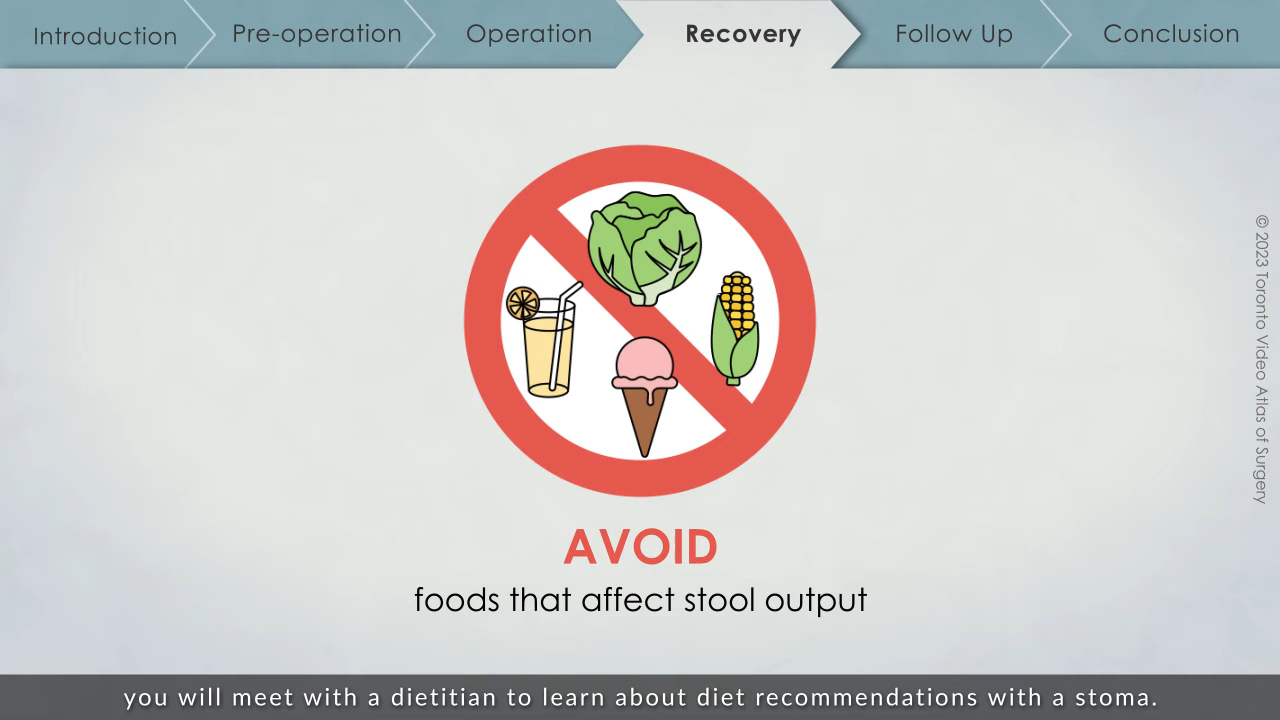 Introduction
Pre-operation
Operation
Recovery
Follow Up
Conclusion
© 2023 Toronto Video Atlas of Surgery
AVOID
foods that affect stool output
you will meet with a dietitian to learn about diet recommendations with a stoma.